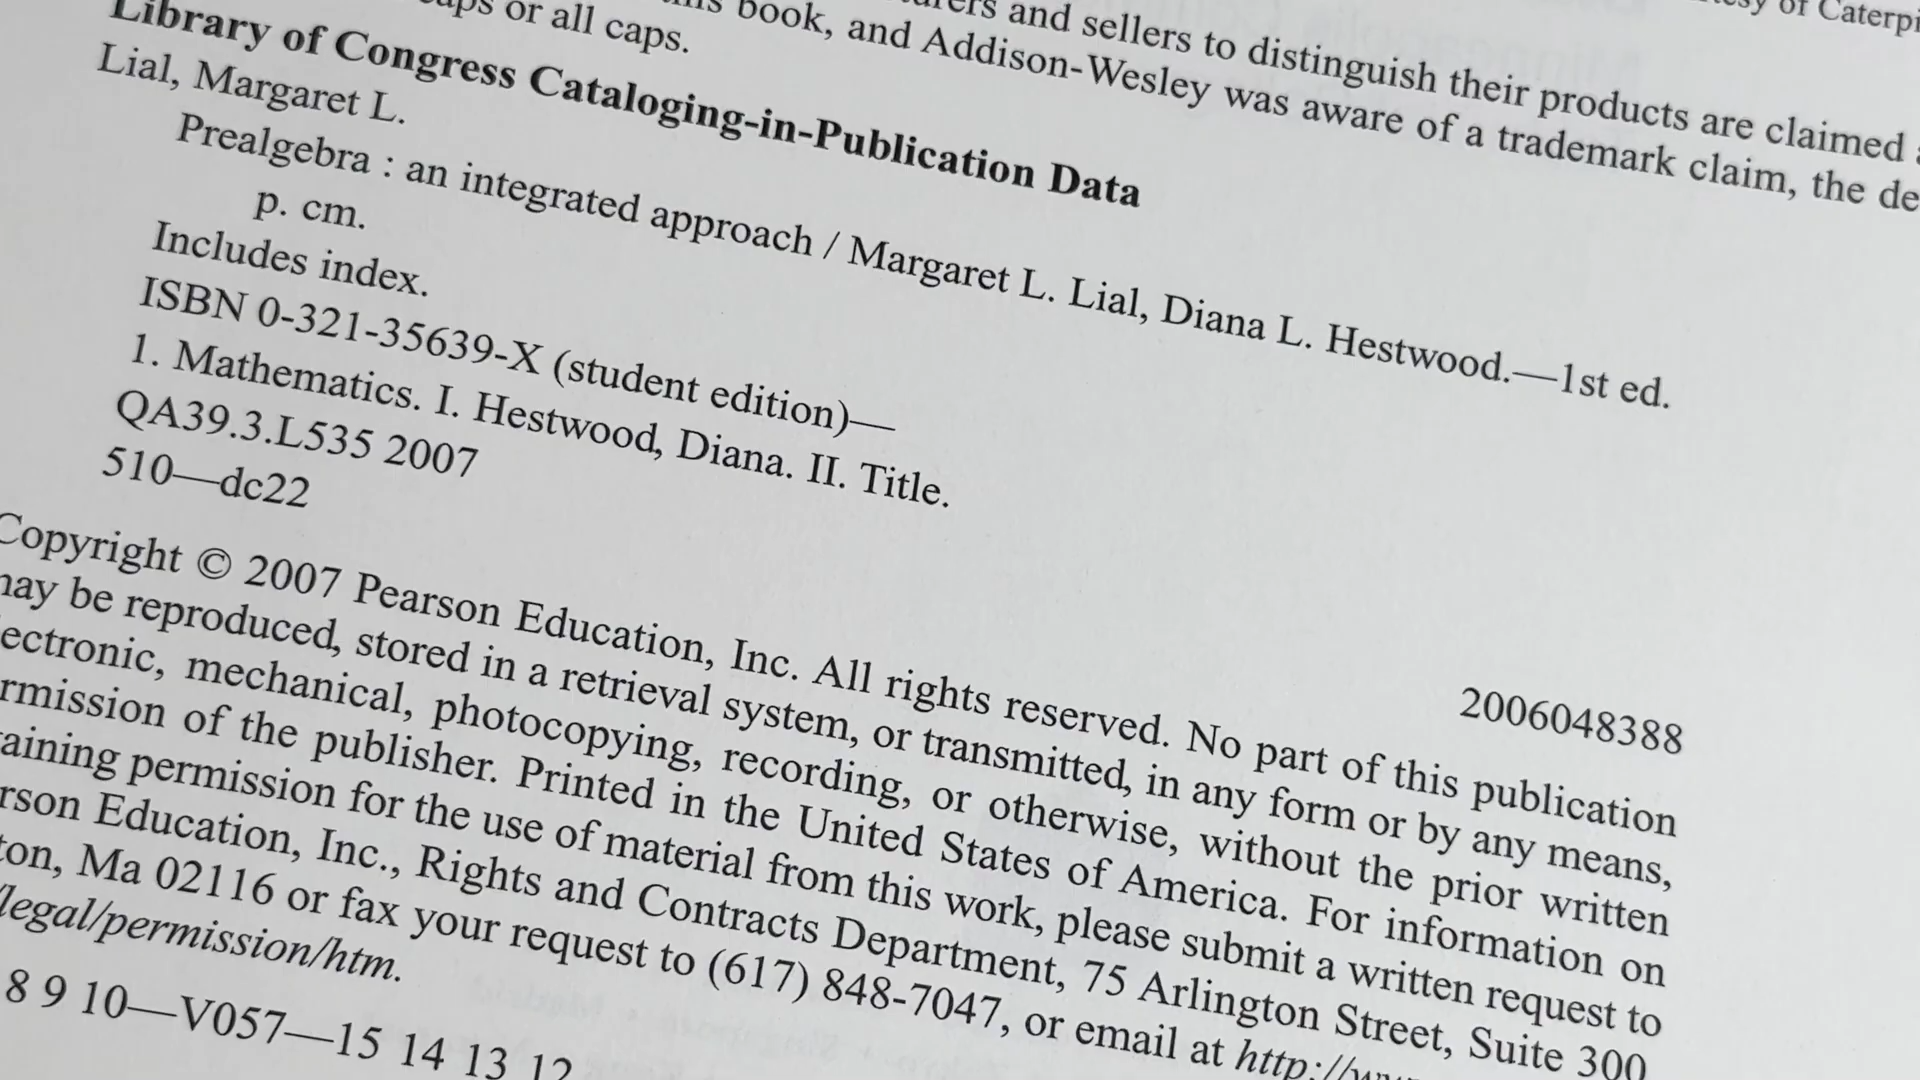 sy of Caterpi
urers and sellers to distinguish their products are claimed
his book, and Addison-Wesley was aware of a trademark claim, the de
caps or all caps.
Library of Congress Cataloging-in-Publication Data
Lial, Margaret L.
Prealgebra : an integrated approach / Margaret L. Lial, Diana L. Hestwood.—1st ed.
p. cm.
Includes index.
ISBN 0-321-35639-X (student edition)—
1. Mathematics. I. Hestwood, Diana. II. Title.
QA39.3.L535 2007
510—dc22
2006048388
Copyright © 2007 Pearson Education, Inc. All rights reserved. No part of this publication
may be reproduced, stored in a retrieval system, or transmitted, in any form or by any means,
ectronic, mechanical, photocopying, recording, or otherwise, without the prior written
rmission of the publisher. Printed in the United States of America. For information on
aining permission for the use of material from this work, please submit a written request to
rson Education, Inc., Rights and Contracts Department, 75 Arlington Street, Suite 300
ton, Ma 02116 or fax your request to (617) 848-7047, or email at http://w
/legal/permission/htm.
8 9 10—V057—15 14 13 12